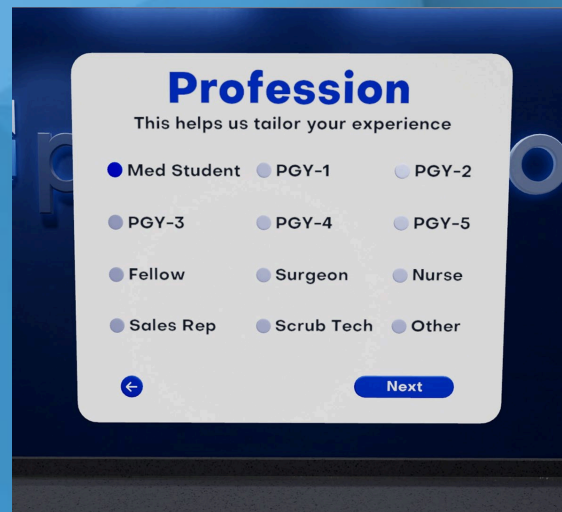 Profession
This helps us tailor your experience
Med Student PGY-1 PGY-2
PGY-3 PGY-4 PGY-5
Fellow Surgeon Nurse
Sales Rep Scrub Tech Other
Next